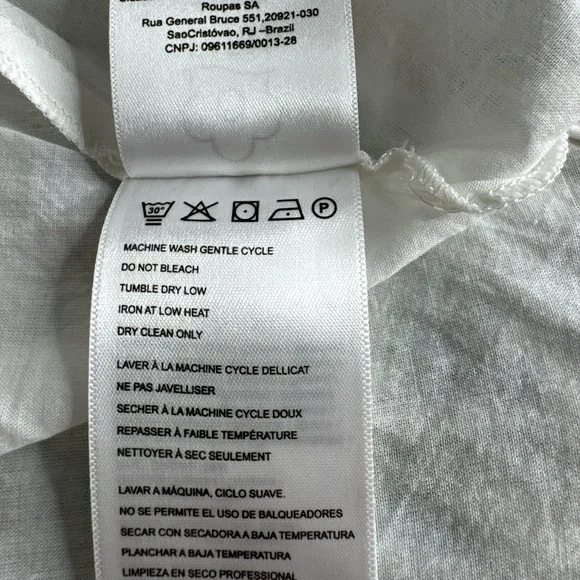 Roupas SA
Rua General Bruce 551,20921-030
SaoCristóvao, RJ –Brazil
CNPJ: 09611669/0013-28
30°
P
MACHINE WASH GENTLE CYCLE
DO NOT BLEACH
TUMBLE DRY LOW
IRON AT LOW HEAT
DRY CLEAN ONLY
LAVER À LA MACHINE CYCLE DELLICAT
NE PAS JAVELLISER
SECHER À LA MACHINE CYCLE DOUX
REPASSER À FAIBLE TEMPÉRATURE
NETTOYER À SEC SEULEMENT
LAVAR A MÁQUINA, CICLO SUAVE.
NO SE PERMITE EL USO DE BALQUEADORES
SECAR CON SECADORA A BAJA TEMPERATURA
PLANCHAR A BAJA TEMPERATURA
LIMPIEZA EN SECO PROFESSIONAL